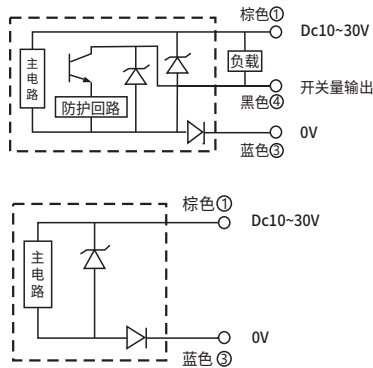 棕色①
Dc10~30V
主电路
负载
防护回路
开关量输出
黑色④
0V
蓝色③
棕色①
Dc10~30V
主电路
0V
蓝色③